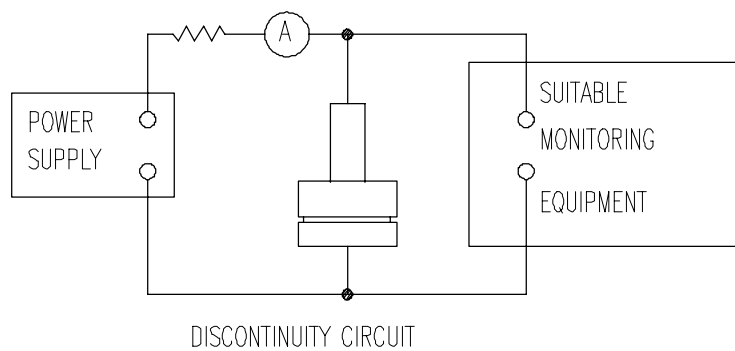 A
POWER
SUPPLY
SUITABLE
MONITORING
EQUIPMENT
DISCONTINUITY CIRCUIT